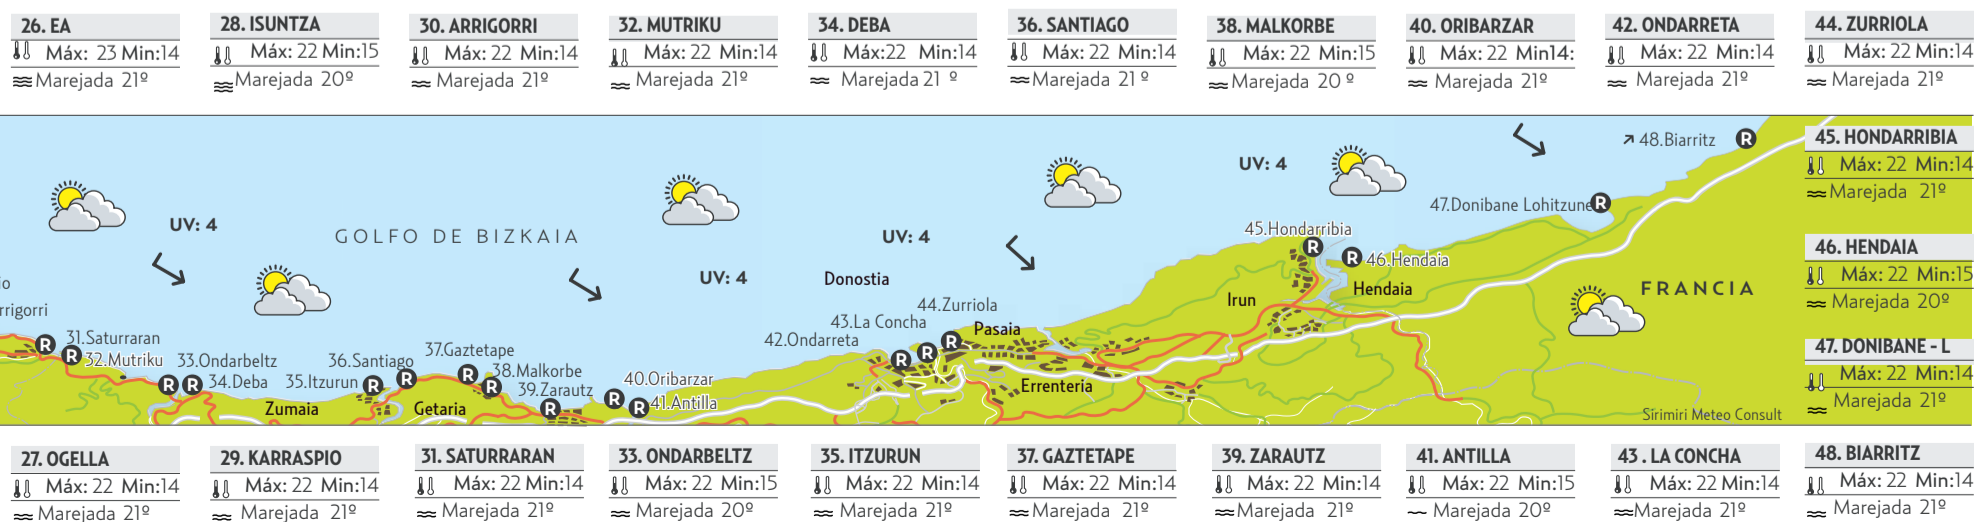 26. EA
Máx: 23 Min:14
Marejada 21º
28. ISUNTZA
Máx: 22 Min:15
Marejada 20º
30. ARRIGORRI
Máx: 22 Min:14
Marejada 21º
32. MUTRIKU
Máx: 22 Min:14
Marejada 21º
34. DEBA
Máx:22 Min:14
Marejada 21 º
36. SANTIAGO
Máx: 22 Min:14
Marejada 21 º
38. MALKORBE
Máx: 22 Min:15
Marejada 20 º
40. ORIBARZAR
Máx: 22 Min14:
Marejada 21º
42. ONDARRETA
Máx: 22 Min:14
Marejada 21º
44. ZURRIOLA
Máx: 22 Min:14
Marejada 21º
45. HONDARRIBIA
Máx: 22 Min:14
Marejada 21º
46. HENDAIA
Máx: 22 Min:15
Marejada 20º
47. DONIBANE - L
Máx: 22 Min:14
Marejada 21º
48.Biarritz
R
UV: 4
47.Donibane Lohitzune
R
UV: 4
GOLFO DE BIZKAIA
UV: 4
UV: 4
45.Hondarribia
R
R
46.Hendaia
Donostia
Irun
Hendaia
FRANCIA
io
rrigorri
44.Zurriola
43.La Concha
Pasaia
42.Ondarreta
R
R
R
Errenteria
R
31.Saturraran
R
32.Mutriku
33.Ondarbeltz
R
R
34.Deba
36.Santiago
35.Itzurun
R
R
37.Gaztetape
R
R
38.Malkorbe
39.Zarautz
R
40.Oribarzar
R
R
41.Antilla
Zumaia
Getaria
Sirimiri Meteo Consult
27. OGELLA
Máx: 22 Min:14
Marejada 21º
29. KARRASPIO
Máx: 22 Min:14
Marejada 21º
31. SATURRARAN
Máx: 22 Min:14
Marejada 21º
33. ONDARBELTZ
Máx: 22 Min:15
Marejada 20º
35. ITZURUN
Máx: 22 Min:14
Marejada 21º
37. GAZTETAPE
Máx: 22 Min:14
Marejada 21º
39. ZARAUTZ
Máx: 22 Min:14
Marejada 21º
41. ANTILLA
Máx: 22 Min:15
Marejada 20º
43 . LA CONCHA
Máx: 22 Min:14
Marejada 21º
48. BIARRITZ
Máx: 22 Min:14
Marejada 21º